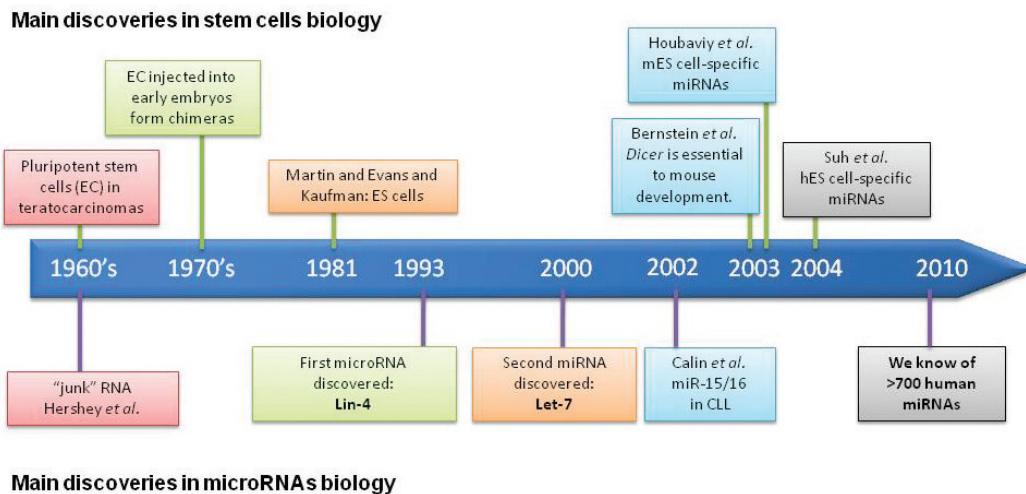 Main discoveries in stem cells biology
EC injected into
early embryos
form chimeras
Houbaviy et al.
mES cell-specific
miRNAs
Pluripotent stem
cells (EC) in
teratocarcinomas
Martin and Evans and
Kaufman: ES cells
Bernstein et al.
Dicer is essential
to mouse
development.
Suh et al.
hES cell-specific
miRNAs
1960's 1970's 1981 1993 2000 2002 2003 2004 2010
"junk" RNA
Hershey et al.
First microRNA
discovered:
Lin-4
Second miRNA
discovered:
Let-7
Calin et al.
miR-15/16
in CLL
We know of
>700 human
miRNAs
Main discoveries in microRNAs biology